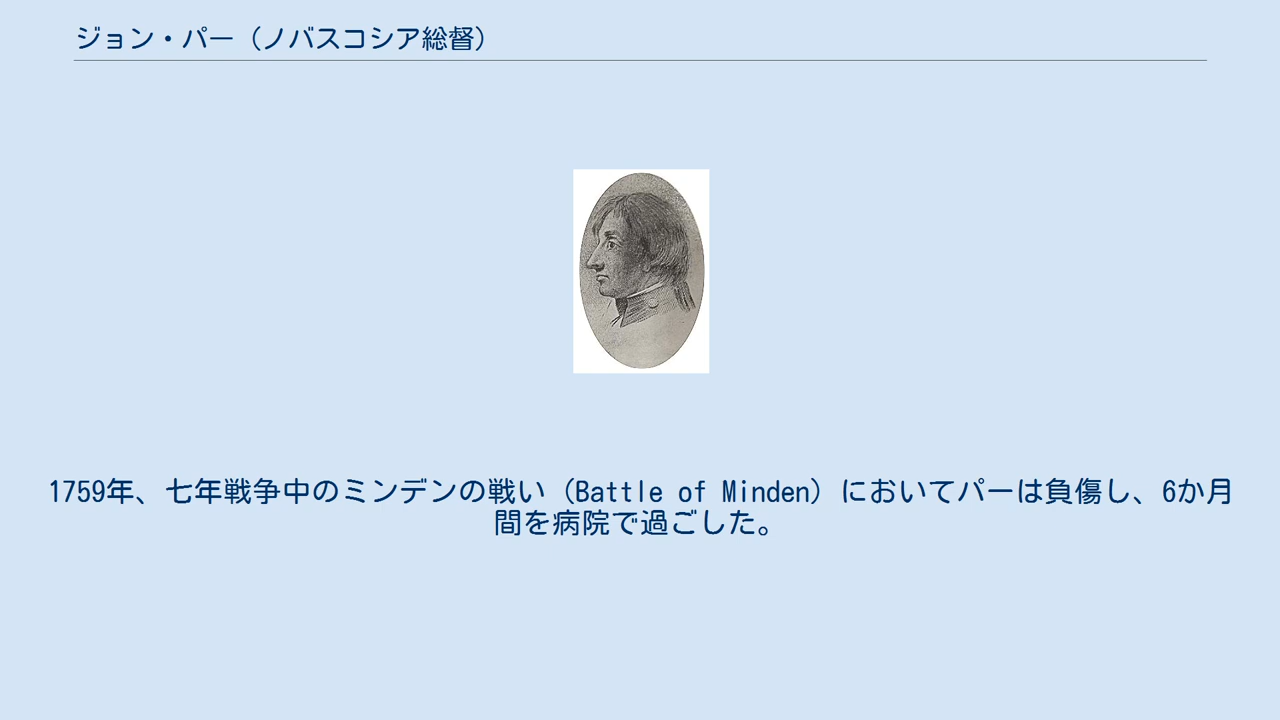 ジョン・パー（ノバスコシア総督）
1759年、七年戦争中のミンデンの戦い（Battle of Minden）においてパーは負傷し、6か月
間を病院で過ごした。